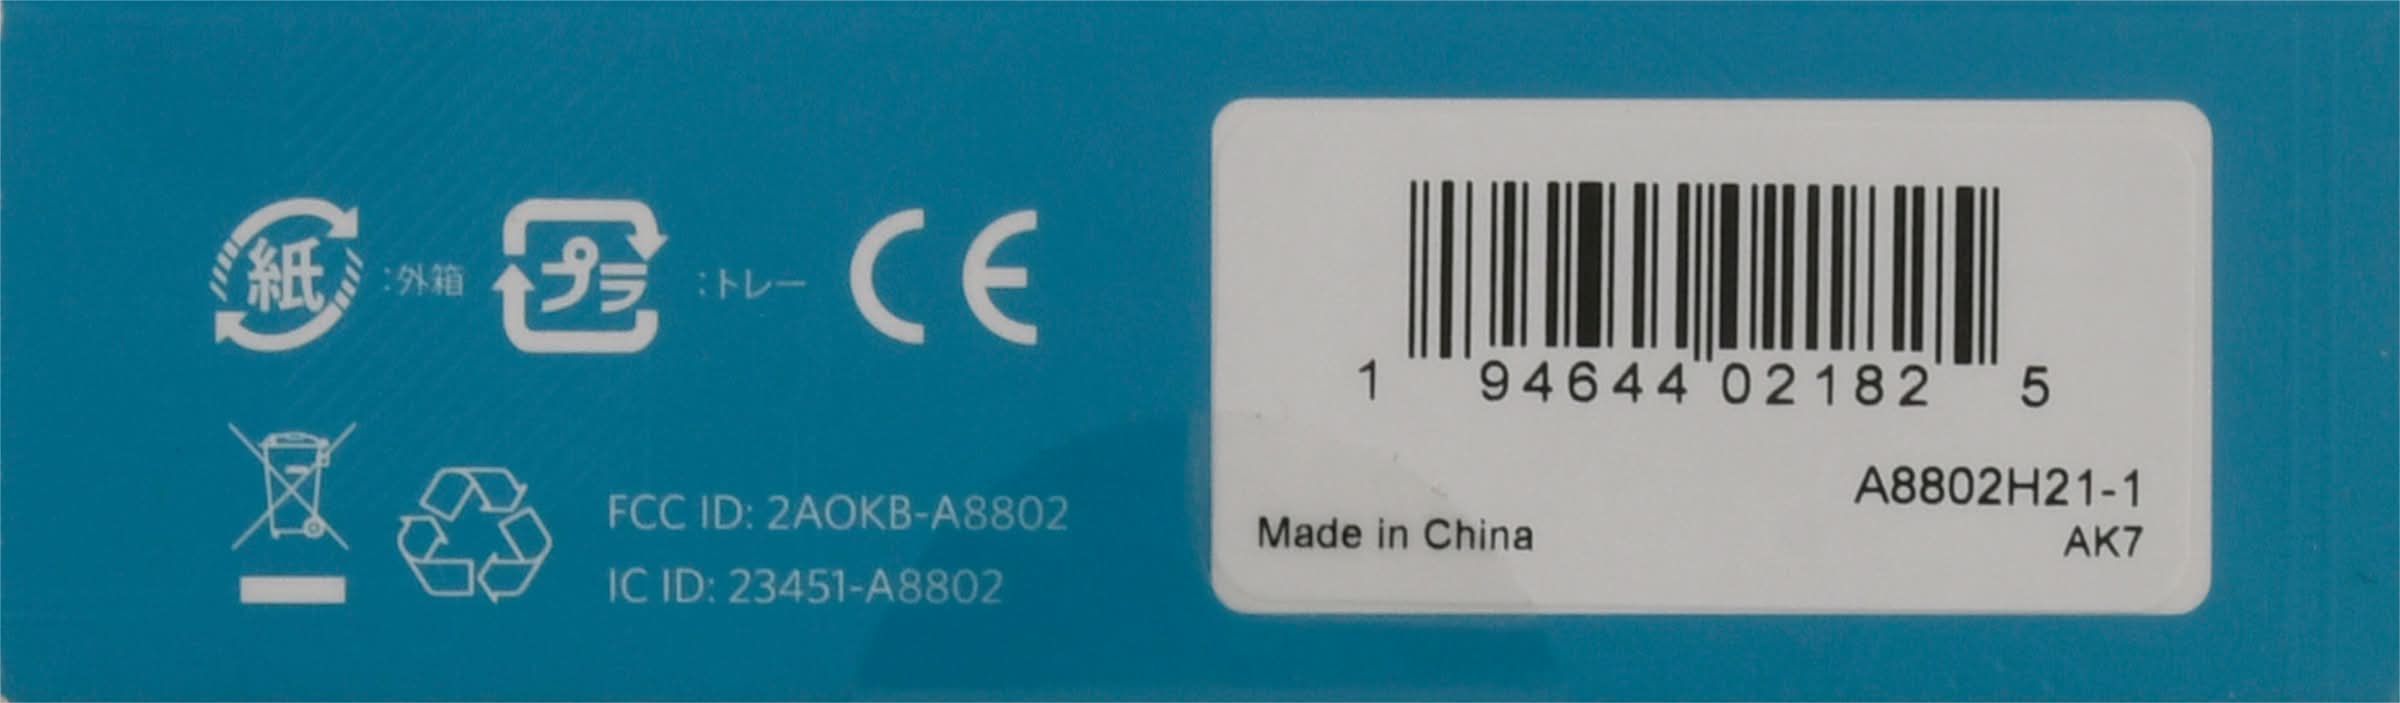 紙 :外箱 プラ :トレー CE
FCC ID: 2AOKB-A8802
IC ID: 23451-A8802
1 94644 02182 5
A8802H21-1
Made in China
AK7